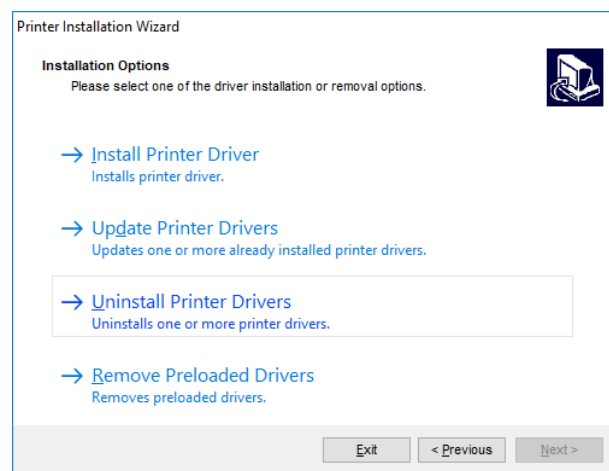 Printer Installation Wizard
Installation Options
Please select one of the driver installation or removal options.
Install Printer Driver
Installs printer driver.
Update Printer Drivers
Updates one or more already installed printer drivers.
Uninstall Printer Drivers
Uninstalls one or more printer drivers.
Remove Preloaded Drivers
Removes preloaded drivers.
Exit < Previous Next >